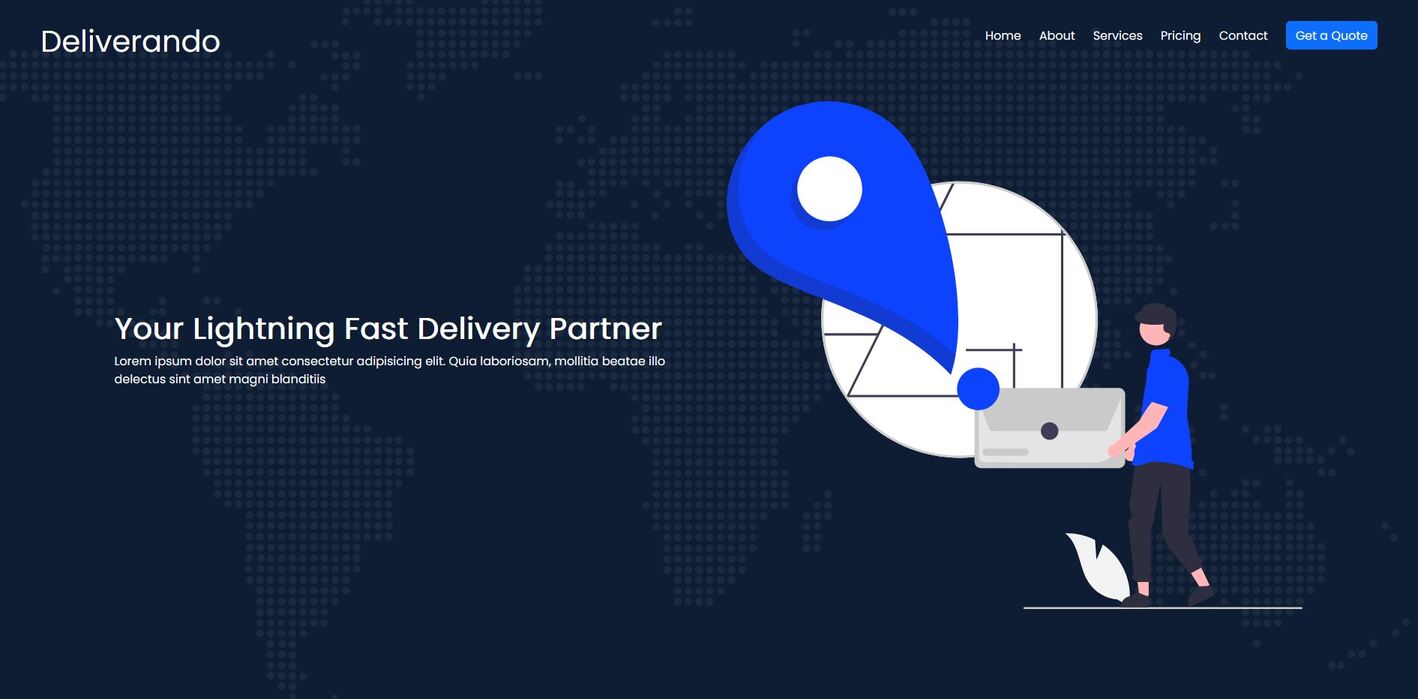 Deliverando
Home About Services Pricing Contact Get a Quote
Your Lightning Fast Delivery Partner
Lorem ipsum dolor sit amet consectetur adipisicing elit. Quia laboriosam, mollitia beatae illo
delectus sint amet magni blanditiis